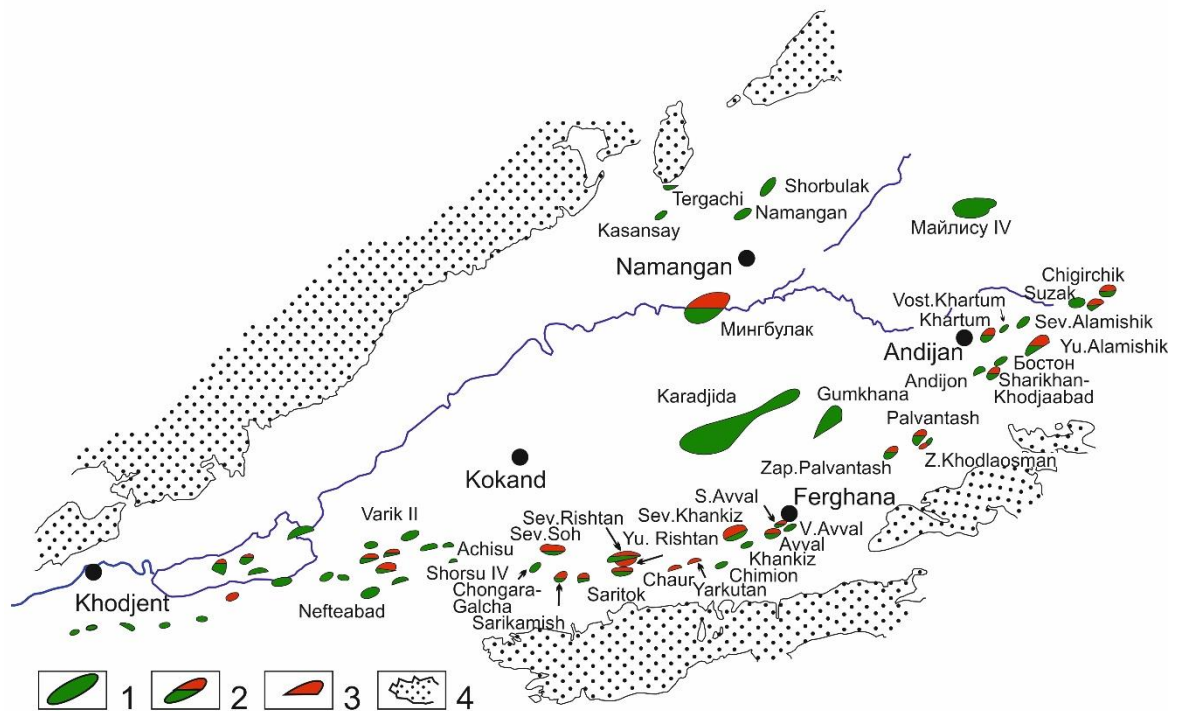 Shorbulak
Tergachi
Namangan
Kasansay
Майлису IV
Namangan
Chigirchik
Suzak
Vost.Khartum
Khartum
Sev.Alamishik
Мингбулак
Andijan
Yu.Alamishik
Бостон
Andijon
Sharikhan-
Khodjaabad
Karadjida
Gumkhana
Palvantash
Kokand
Zap.Palvantash
Z.Khodlaosman
S.Avval
Ferghana
Varik II
Sev.Rishtan
Sev.Khankiz
Sev.Soh
Yu. Rishtan
V.Avval
Avval
Achisu
Khankiz
Shorsu IV
Chaur
Chimion
Khodjent
Nefteabad
Chongara-
Galcha
Saritok
Yarkutan
Sarikamish
1
2
3
4